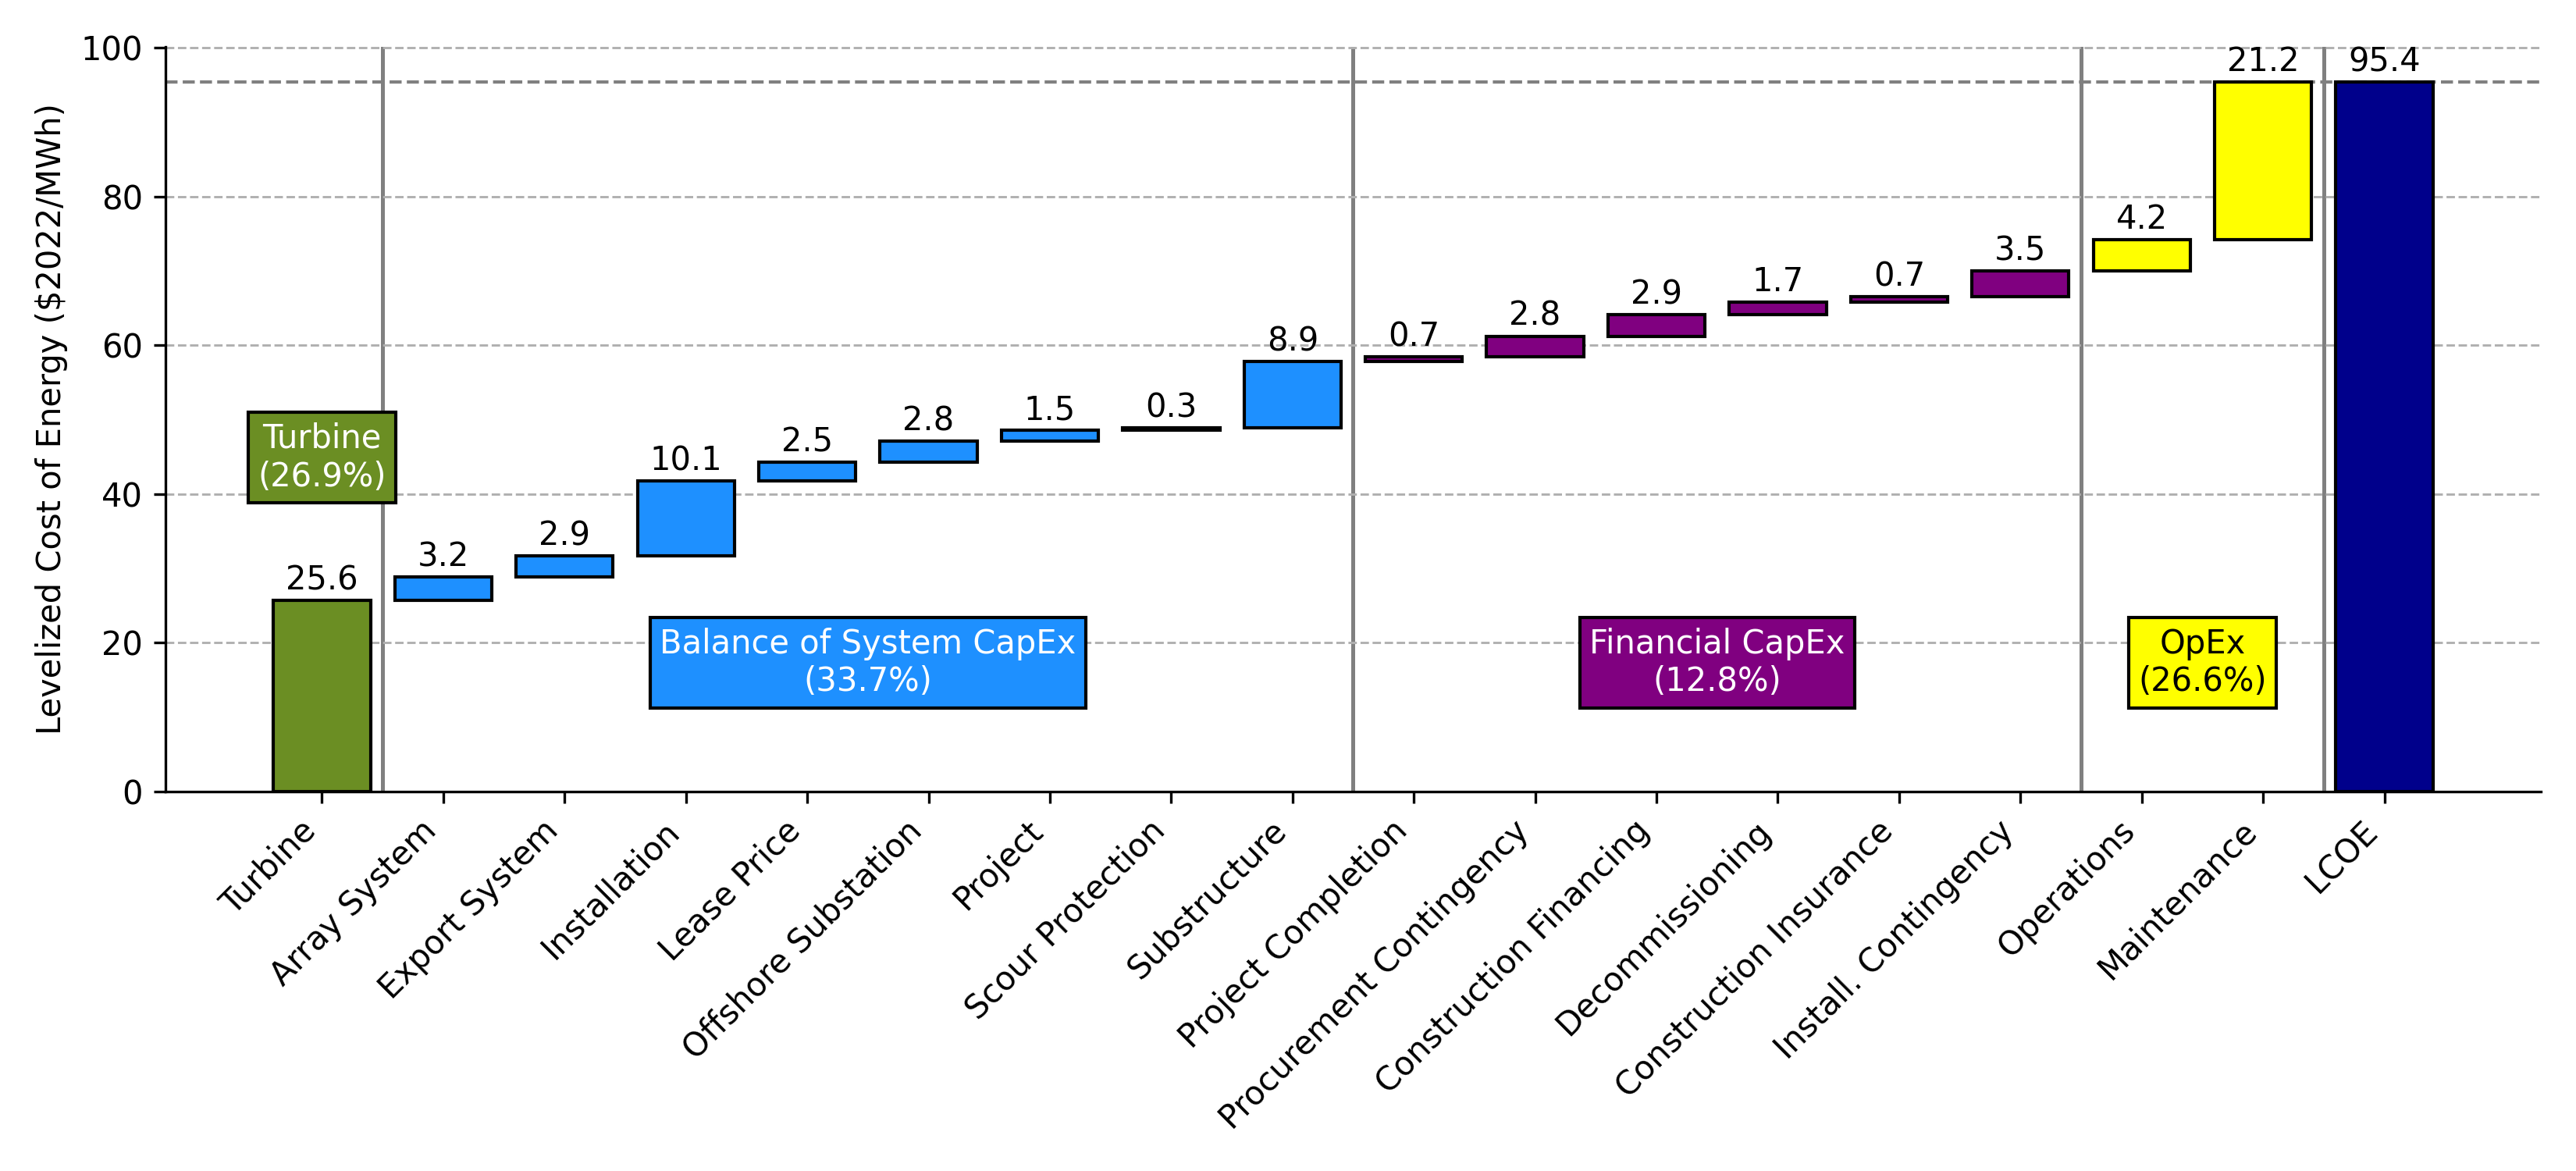 Levelized Cost of Energy ($2022/MWh)
100
80
60
40
20
0
Turbine
(26.9%)
25.6
3.2
2.9
10.1
2.5
2.8
1.5
0.3
8.9
0.7
2.8
2.9
1.7
0.7
3.5
4.2
21.2
95.4
Balance of System CapEx
(33.7%)
Financial CapEx
(12.8%)
OpEx
(26.6%)
Turbine
Array System
Export System
Installation
Lease Price
Offshore Substation
Project
Scour Protection
Substructure
Project Completion
Procurement Contingency
Construction Financing
Decommissioning
Construction Insurance
Install. Contingency
Operations
Maintenance
LCOE